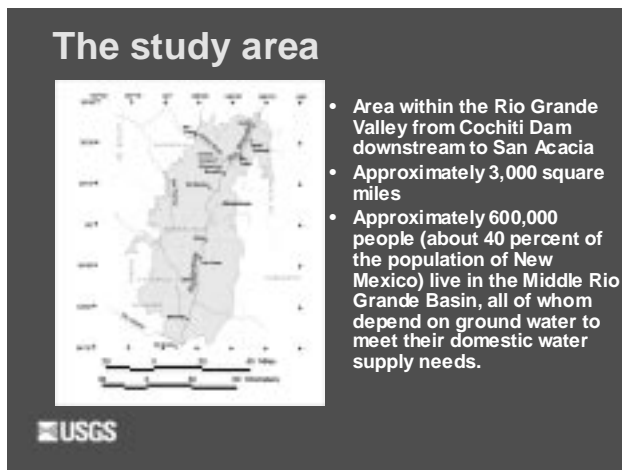 The study area
• Area within the Rio Grande
Valley from Cochiti Dam
downstream to San Acacia
• Approximately 3,000 square
miles
• Approximately 600,000
people (about 40 percent of
the population of New
Mexico) live in the Middle Rio
Grande Basin, all of whom
depend on ground water to
meet their domestic water
supply needs.
USGS